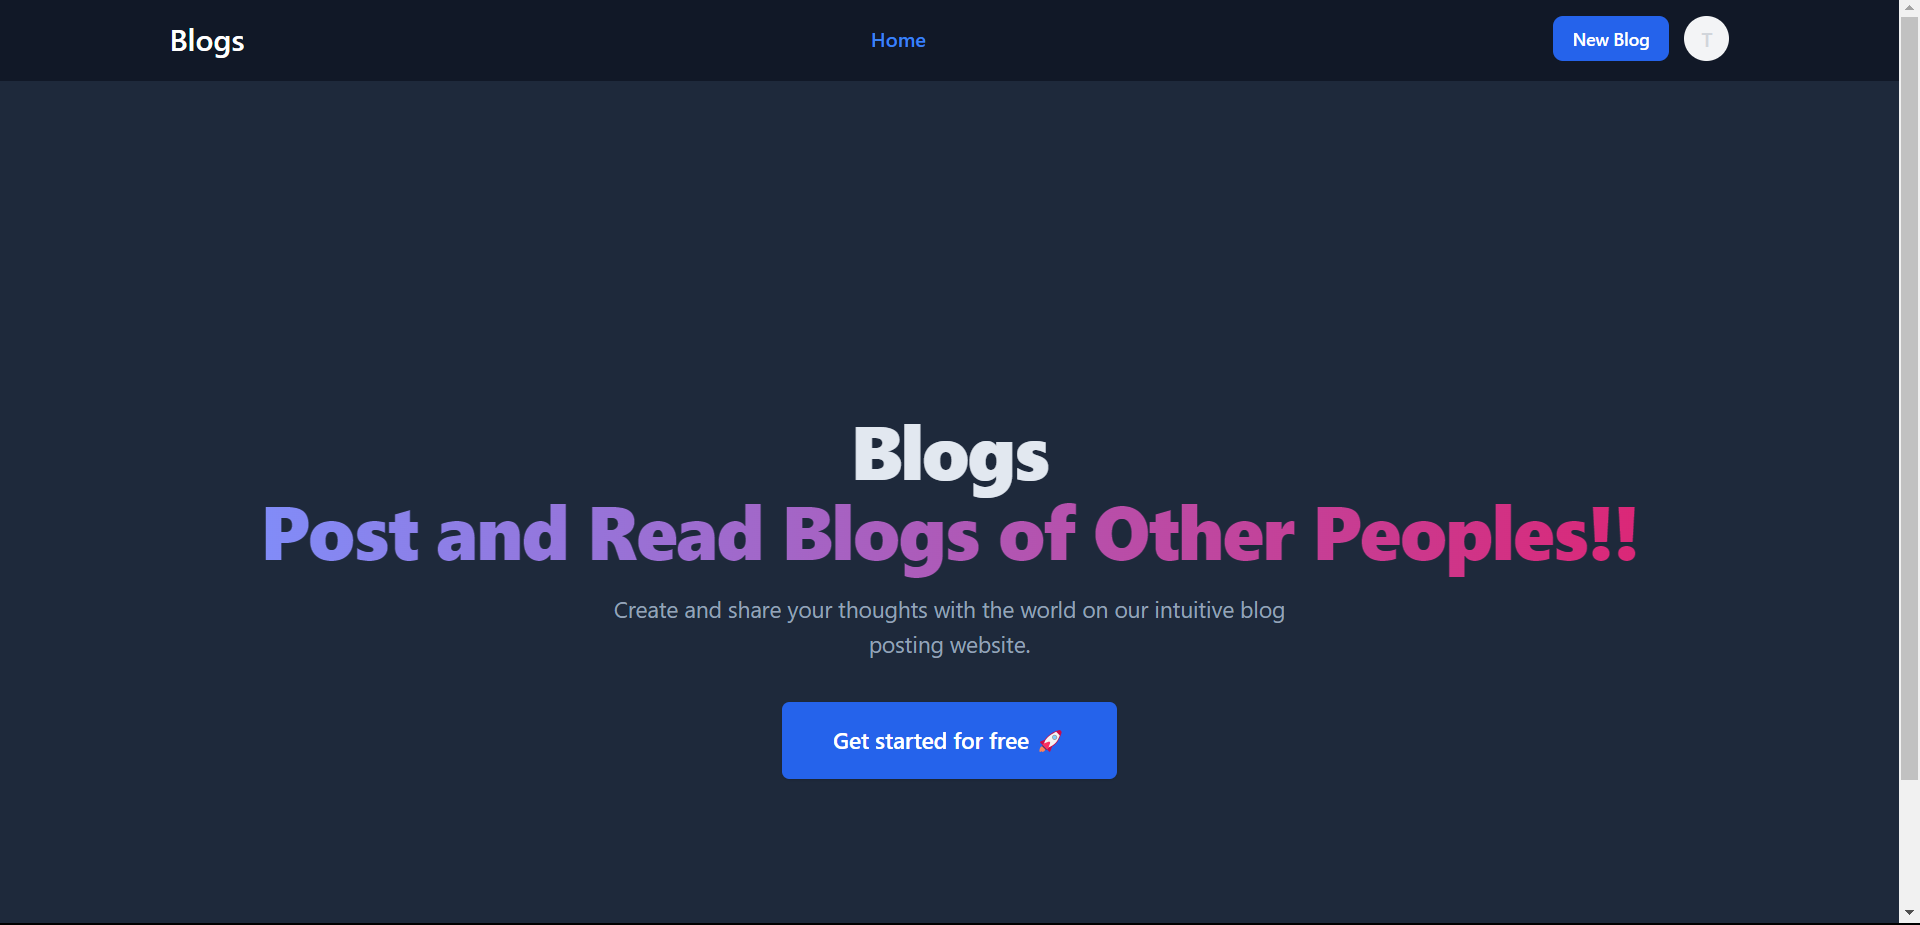 Blogs
Home
New Blog
T
Blogs
Post and Read Blogs of Other Peoples!!
Create and share your thoughts with the world on our intuitive blog
posting website.
Get started for free 🚀